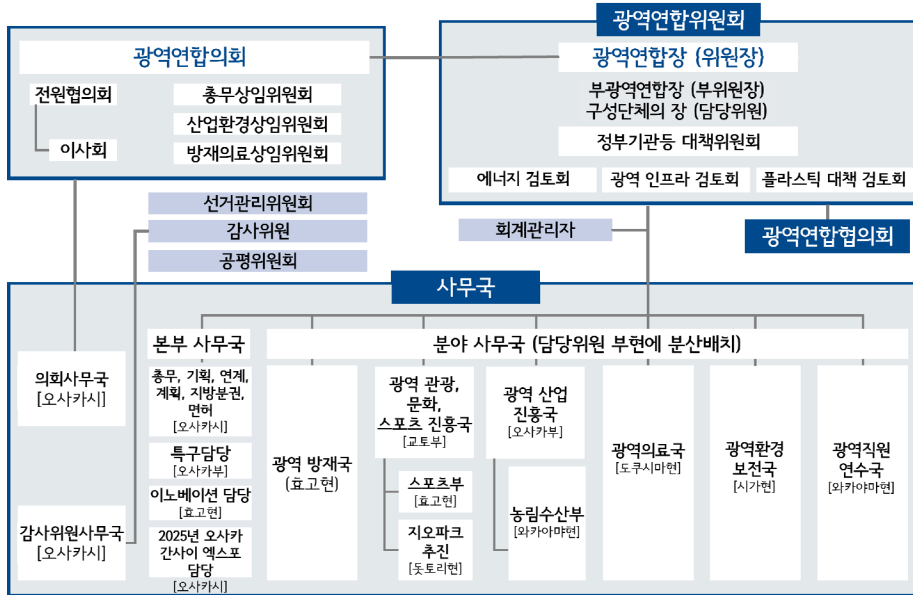 광역연합의회
전원협의회
이사회
총무상임위원회
산업환경상임위원회
방재의료상임위원회
광역연합위원회
광역연합장 (위원장)
부광역연합장 (부위원장)
구성단체의 장 (담당위원)
정부기관등 대책위원회
에너지 검토회
광역 인프라 검토회
플라스틱 대책 검토회
선거관리위원회
감사위원
공평위원회
회계관리자
광역연합협의회
사무국
의회사무국
[오사카시]
감사위원사무국
[오사카시]
본부 사무국
총무, 기획, 연계,
계획, 지방분권,
면허
[오사카시]
특구담당
[오사카부]
이노베이션 담당
[효고현]
2025년 오사카
간사이 엑스포
담당
[오사카시]
분야 사무국 (담당위원 부현에 분산배치)
광역 방재국
(효고현)
광역 관광,
문화,
스포츠 진흥국
[교토부]
스포츠부
[효고현]
지오파크
추진
[돗토리현]
광역 산업
진흥국
[오사카부]
농림수산부
[와카아먀현]
광역의료국
[도쿠시마현]
광역환경
보전국
[시가현]
광역직원
연수국
[와카야마현]